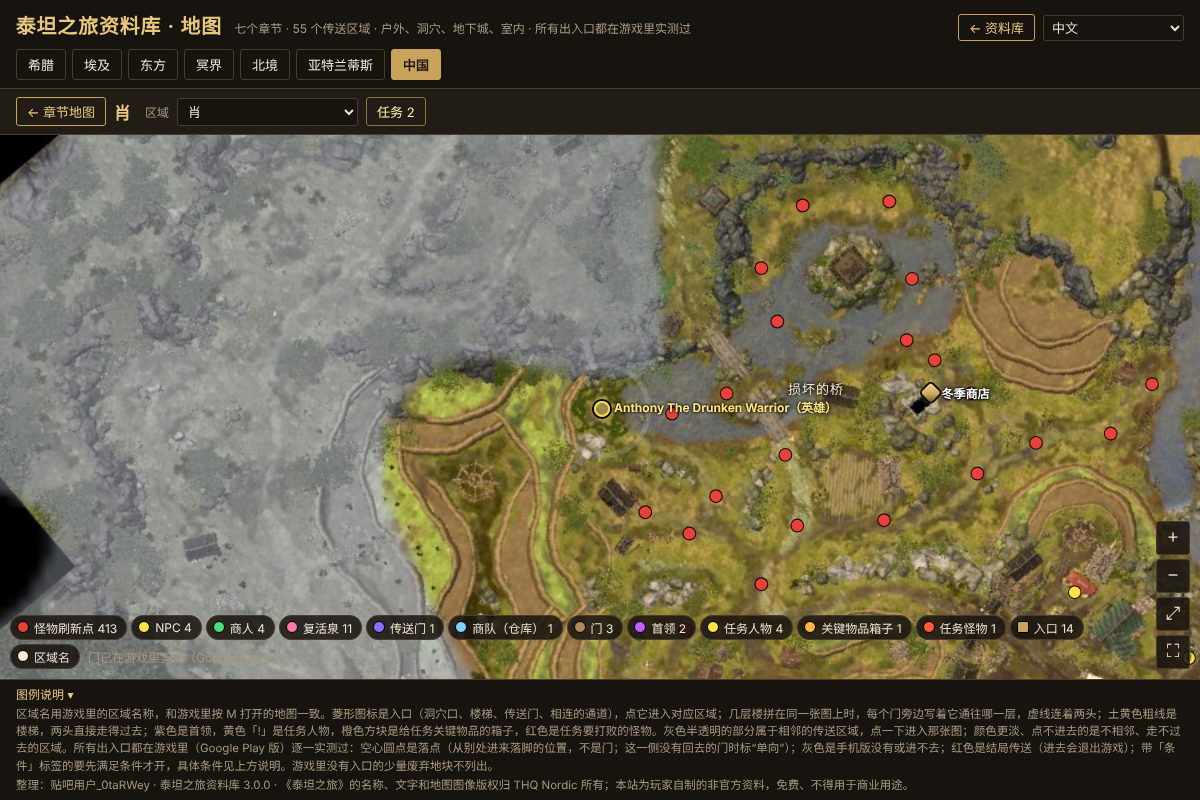 泰坦之旅资料库 · 地图 七个章节 · 55 个传送区域 · 户外、洞穴、地下城、室内 · 所有出入口都在游戏里实测过 ← 资料库 中文
希腊 埃及 东方 冥界 北境 亚特兰蒂斯 中国
← 章节地图 肖 区域 肖 任务 2
损坏的桥
冬季商店
Anthony The Drunken Warrior（英雄）
+
−
怪物刷新点 413 NPC 4 商人 4 复活泉 11 传送门 1 商队（仓库） 1 门 3 首领 2 任务人物 4 关键物品箱子 1 任务怪物 1 入口 14
区域名 门已在游戏里
图例说明 ▾
区域名用游戏里的区域名称，和游戏里按 M 打开的地图一致。菱形图标是入口（洞穴口、楼梯、传送门、相连的通道），点它进入对应区域；几层楼拼在同一张图上时，每个门旁边写着它通往哪一层，虚线连着两头；土黄色粗线是
楼梯，两头直接走得过去；紫色是首领，黄色「!」是任务人物，橙色方块是给任务关键物品的箱子，红色是任务要打败的怪物。灰色半透明的部分属于相邻的传送区域，点一下进入那张图；颜色更淡、点不进去的是不相邻、走不过
去的区域。所有出入口都在游戏里（Google Play 版）逐一实测过：空心圆点是落点（从别处进来落脚的位置，不是门；这一侧没有回去的门时标“单向”）；灰色是手机版没有或进不去；红色是结局传送（进去会退出游戏）；带「条
件」标签的要先满足条件才开，具体条件见上方说明。游戏里没有入口的少量废弃地块不列出。
整理：贴吧用户_0taRWey · 泰坦之旅资料库 3.0.0 · 《泰坦之旅》的名称、文字和地图图像版权归 THQ Nordic 所有；本站为玩家自制的非官方资料，免费、不得用于商业用途。